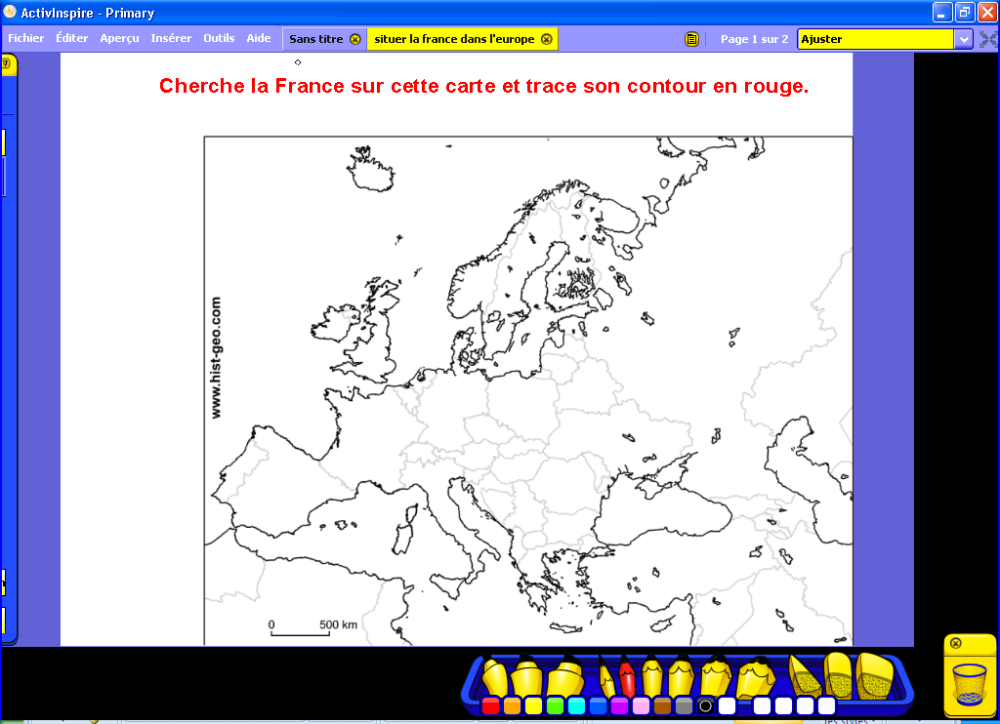 ActivInspire - Primary
Fichier Éditer Aperçu Insérer Outils Aide Sans titre situer la france dans l'europe Page 1 sur 2 Ajuster
Cherche la France sur cette carte et trace son contour en rouge.
www.hist-geo.com
0 500 km